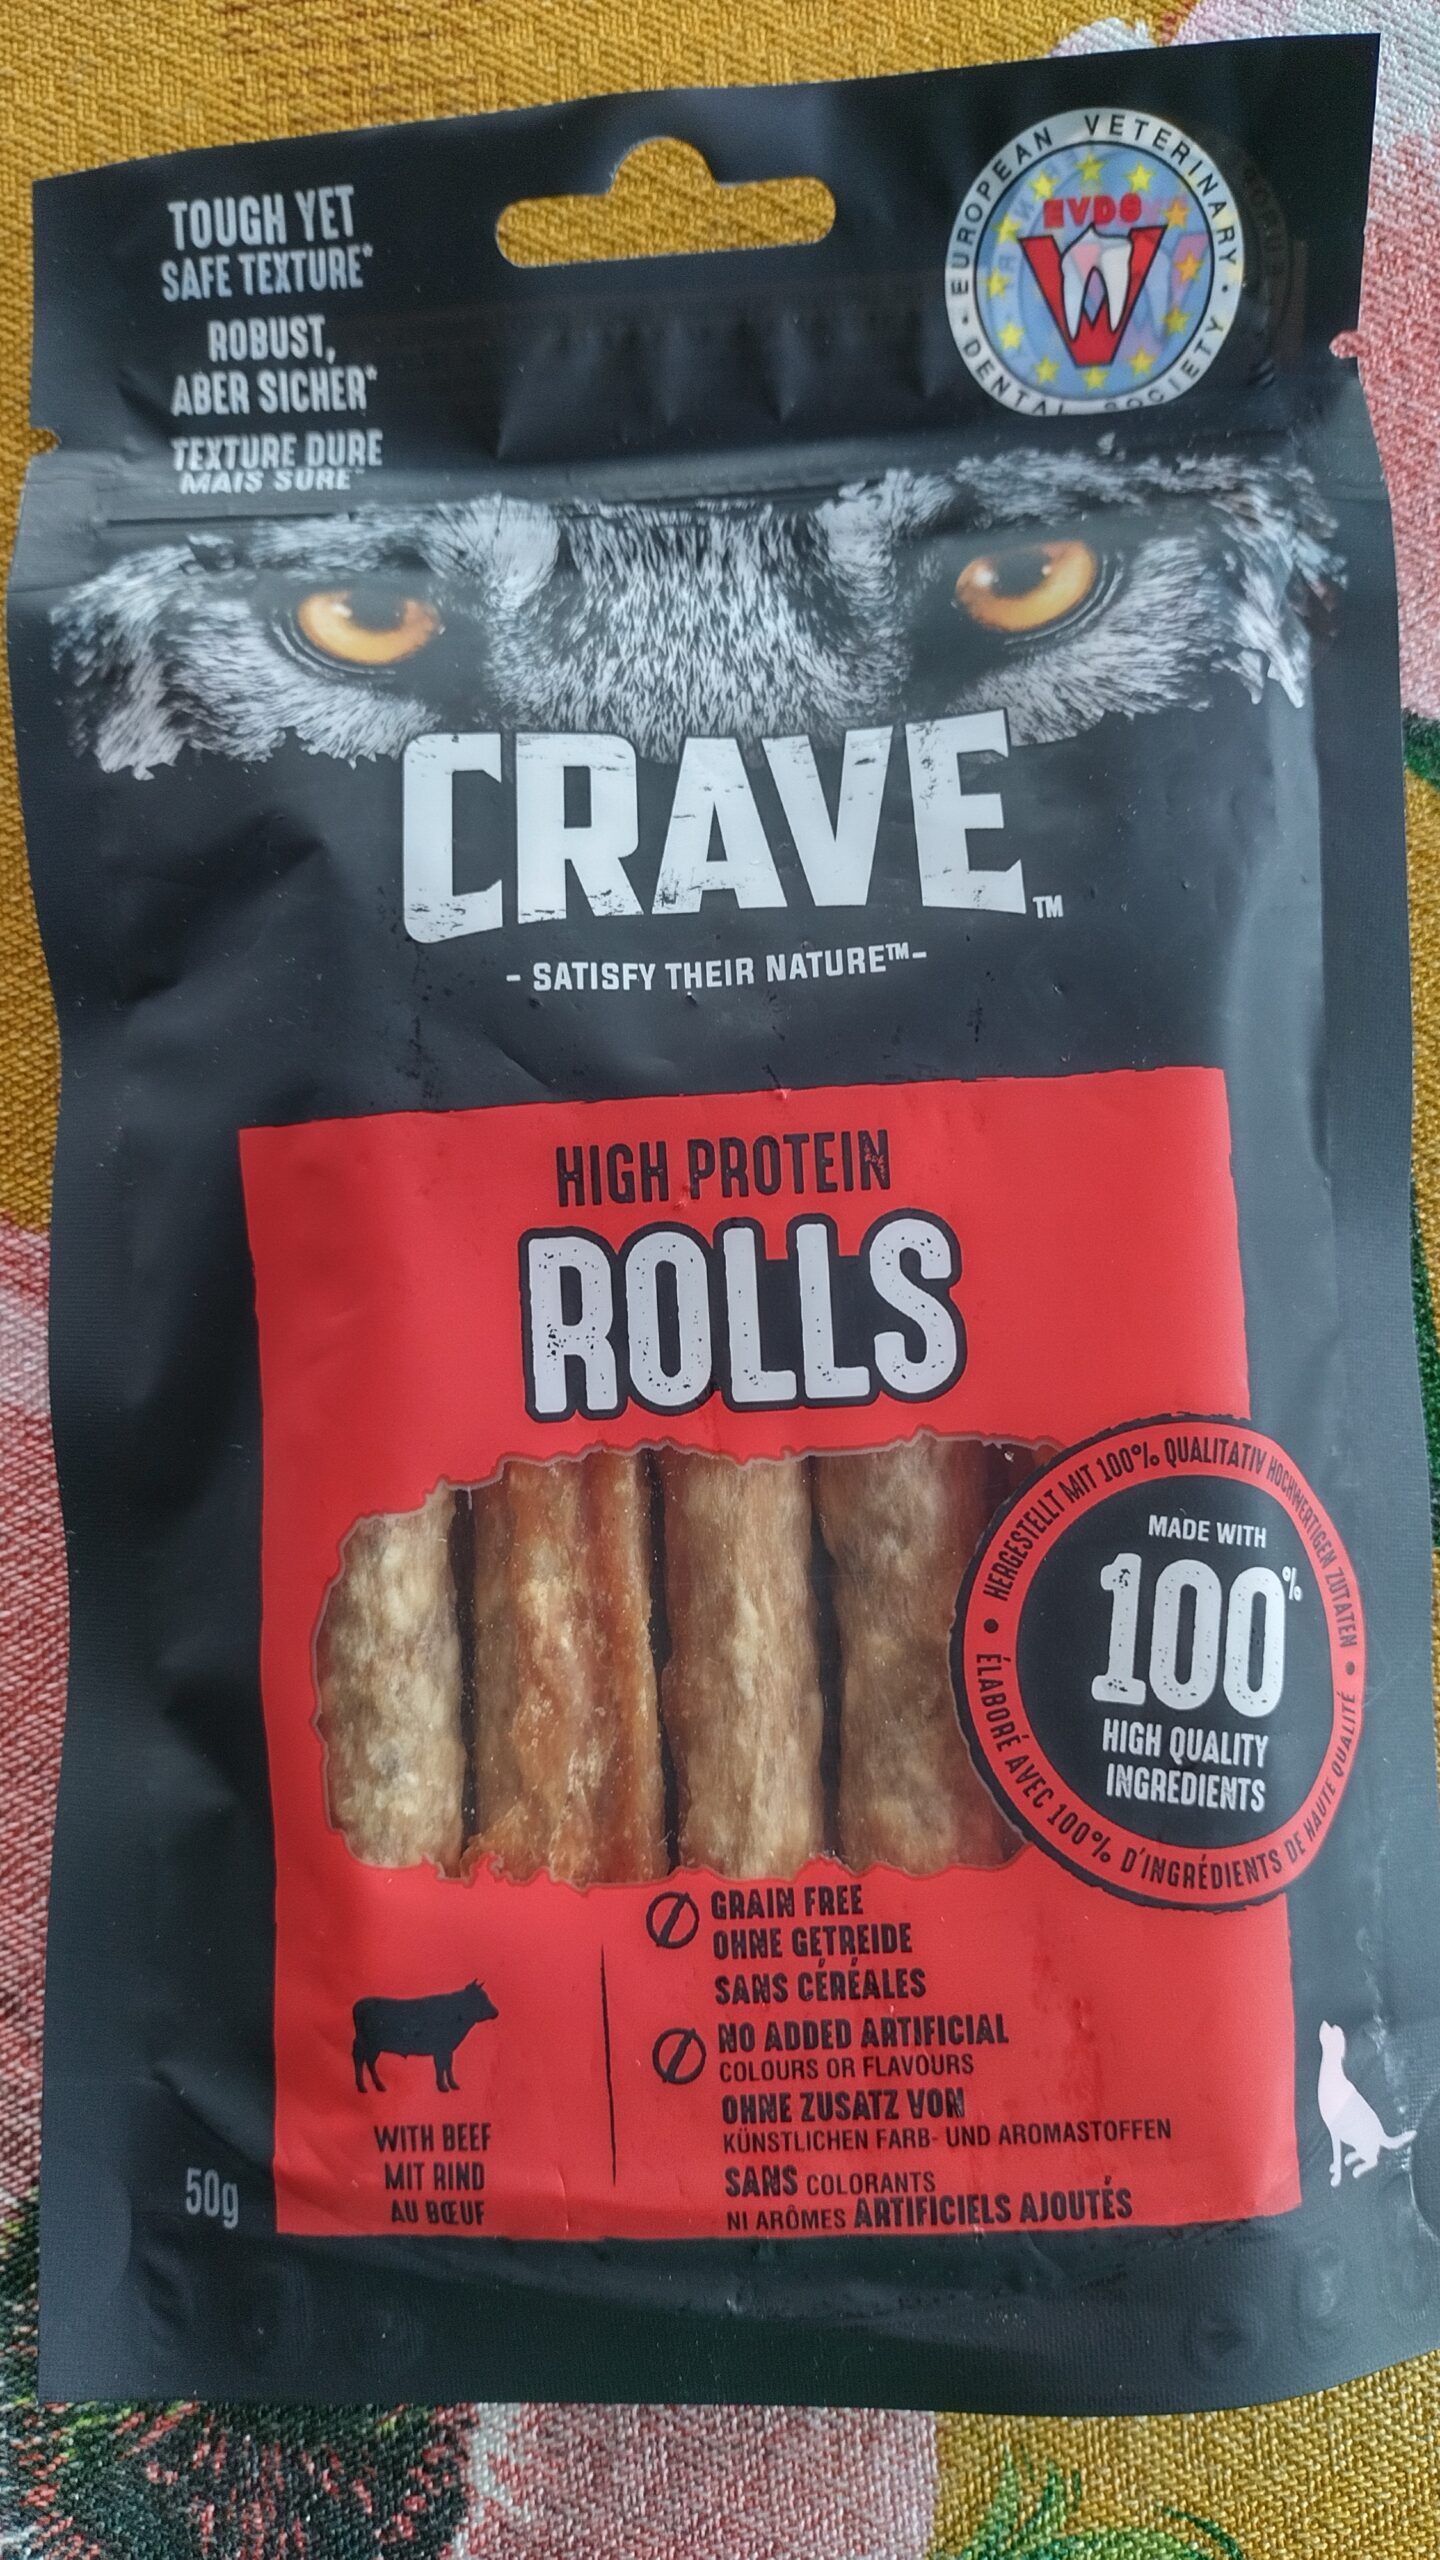 TOUGH YET
SAFE TEXTURE*
ROBUST,
ABER SICHER*
TEXTURE DURE
MAIS SÛRE*
EUROPEAN VETERINARY
• DENTAL SOCIETY •
EVDS
CRAVE™
- SATISFY THEIR NATURE™-
HIGH PROTEIN
ROLLS
HERGESTELLT MIT 100% QUALITATIV HOCHWERTIGEN ZUTATEN
MADE WITH
100%
HIGH QUALITY
INGREDIENTS
ÉLABORÉ AVEC 100% D'INGRÉDIENTS DE HAUTE QUALITÉ
GRAIN FREE
OHNE GETREIDE
SANS CÉRÉALES
NO ADDED ARTIFICIAL
COLOURS OR FLAVOURS
OHNE ZUSATZ VON
KÜNSTLICHEN FARB- UND AROMASTOFFEN
SANS COLORANTS
NI ARÔMES ARTIFICIELS AJOUTÉS
WITH BEEF
MIT RIND
AU BŒUF
50g